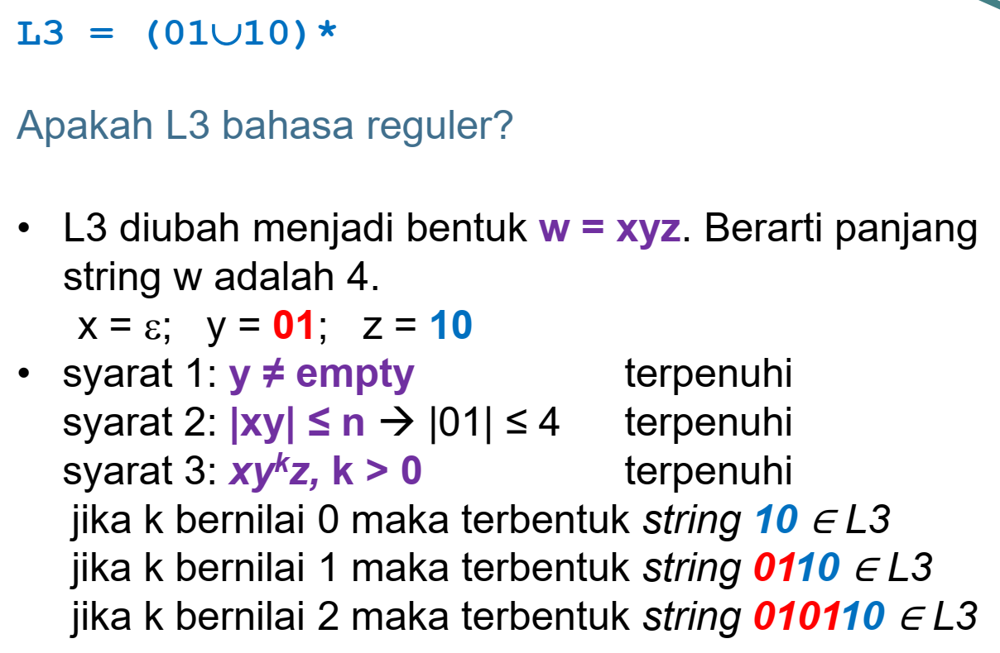 L3 = (01∪10)*
Apakah L3 bahasa reguler?
• L3 diubah menjadi bentuk w = xyz. Berarti panjang
string w adalah 4.
x = ε; y = 01; z = 10
• syarat 1: y ≠ empty terpenuhi
syarat 2: |xy| ≤ n → |01| ≤ 4 terpenuhi
syarat 3: xyᵏz, k > 0 terpenuhi
jika k bernilai 0 maka terbentuk string 10 ∈ L3
jika k bernilai 1 maka terbentuk string 0110 ∈ L3
jika k bernilai 2 maka terbentuk string 010110 ∈ L3